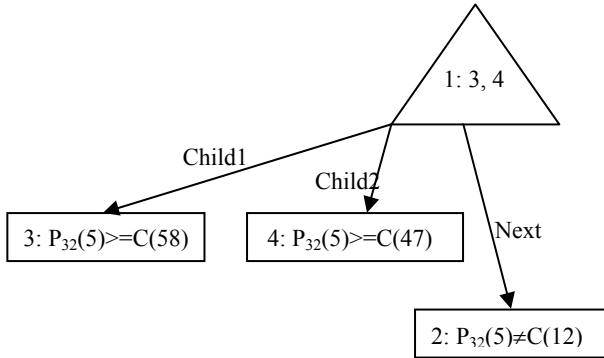 1: 3, 4
Child1
Child2
3: P₃₂(5)>=C(58)
4: P₃₂(5)>=C(47)
Next
2: P₃₂(5)≠C(12)